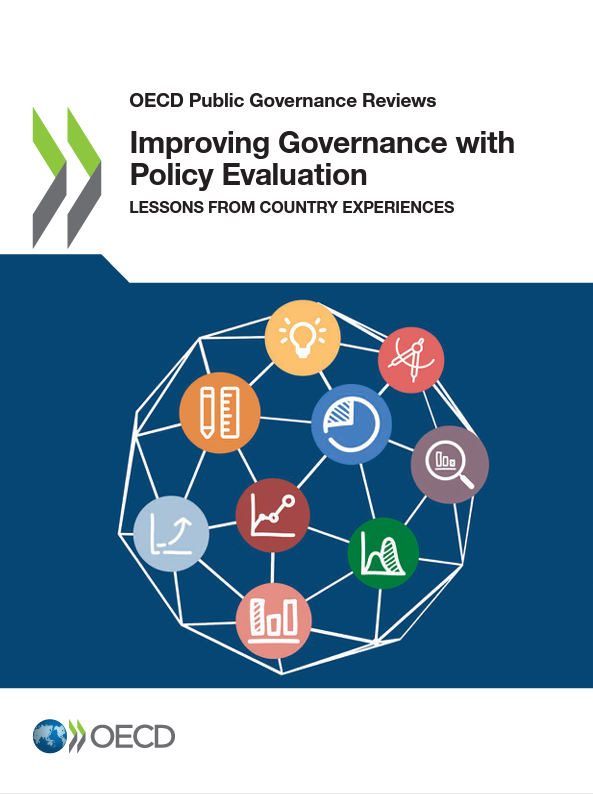 OECD Public Governance Reviews
Improving Governance with
Policy Evaluation
LESSONS FROM COUNTRY EXPERIENCES
OECD